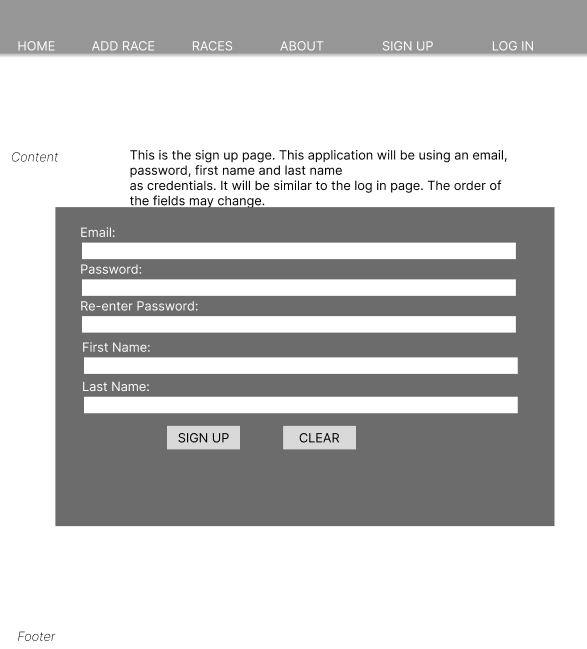 HOME ADD RACE RACES ABOUT SIGN UP LOG IN
Content
This is the sign up page. This application will be using an email,
password, first name and last name
as credentials. It will be similar to the log in page. The order of
the fields may change.
Email:
Password:
Re-enter Password:
First Name:
Last Name:
SIGN UP CLEAR
Footer